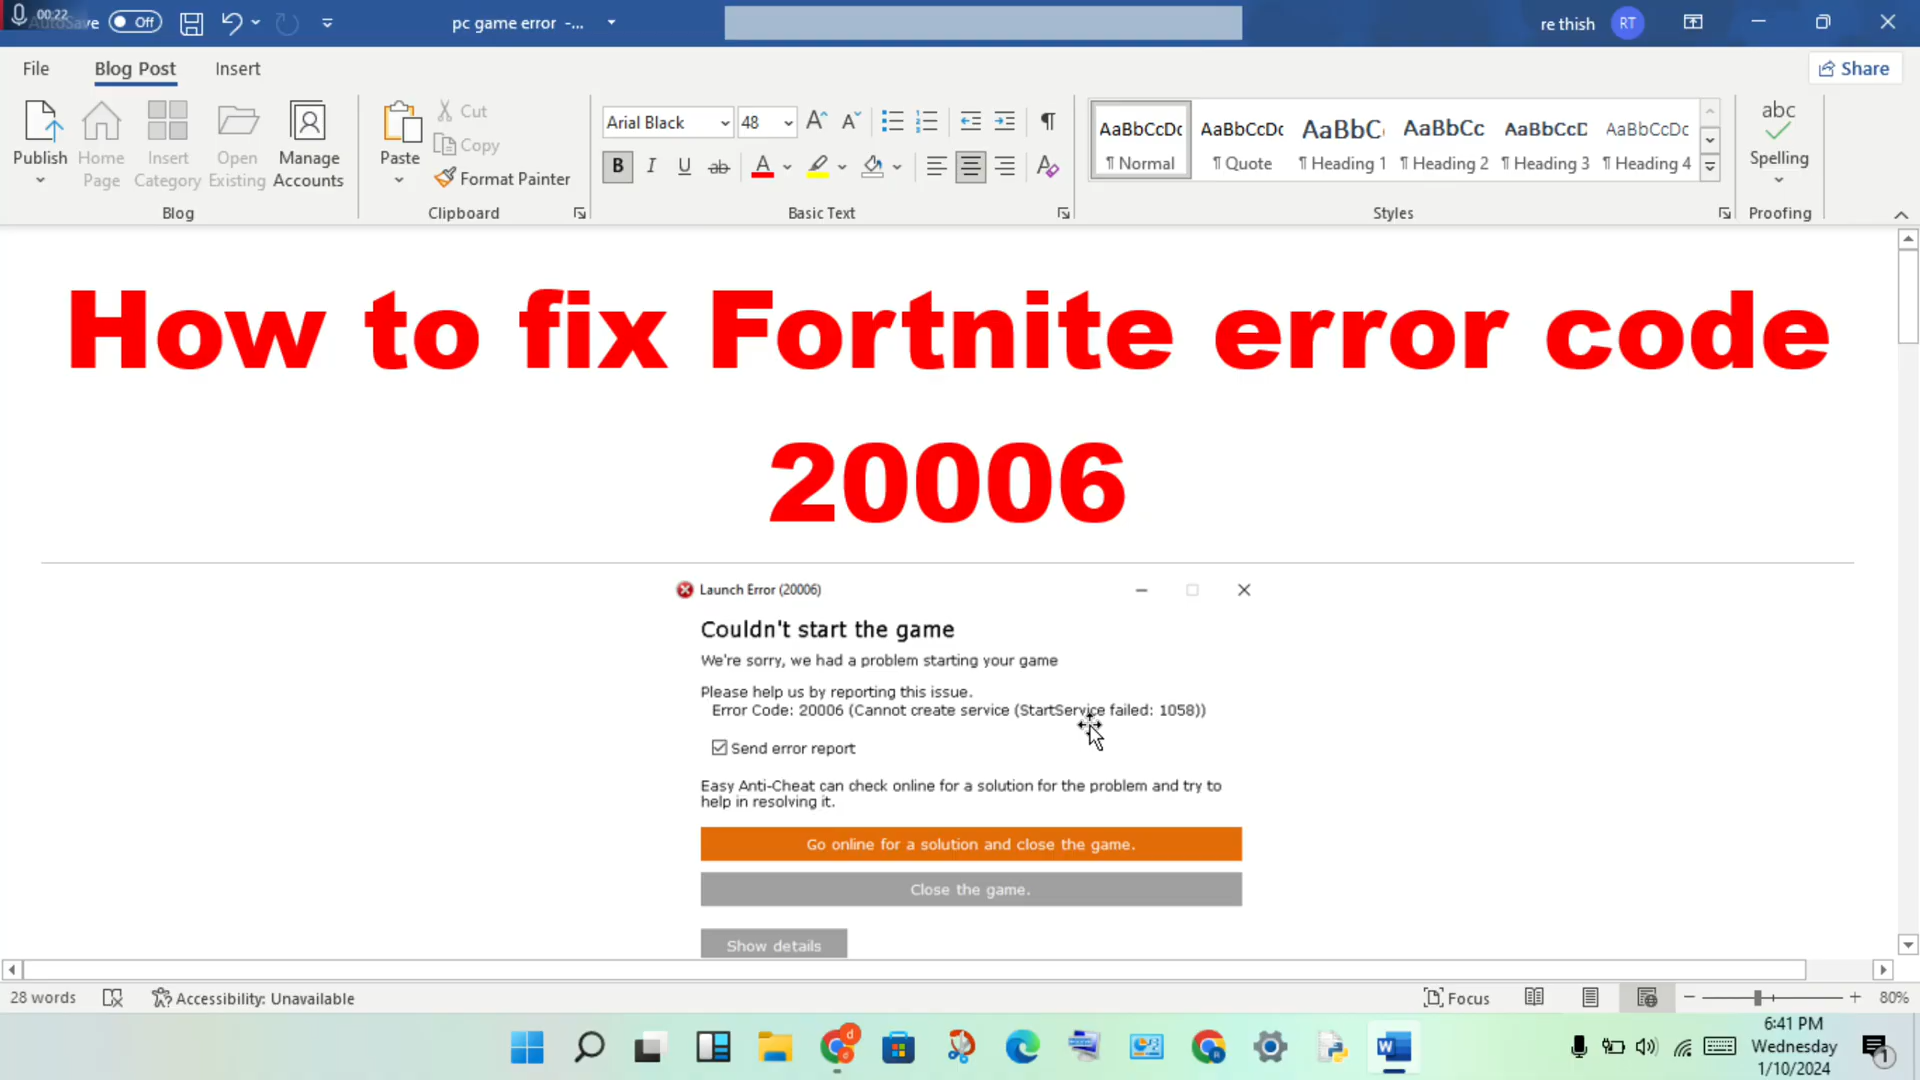 00:22
Off
pc game error -...
re thish
RT
File
Blog Post
Insert
Share
Publish
Home
Page
Insert
Category
Open
Existing
Manage
Accounts
Blog
Paste
Cut
Copy
Format Painter
Clipboard
Arial Black
48
B
I
U
ab
A
Basic Text
AaBbCcDc
¶ Normal
AaBbCcDc
¶ Quote
AaBbC
¶ Heading 1
AaBbCc
¶ Heading 2
AaBbCcD
¶ Heading 3
AaBbCcDc
¶ Heading 4
Styles
abc
Spelling
Proofing
How to fix Fortnite error code
20006
Launch Error (20006)
Couldn't start the game
We're sorry, we had a problem starting your game
Please help us by reporting this issue.
Error Code: 20006 (Cannot create service (StartService failed: 1058))
Send error report
Easy Anti-Cheat can check online for a solution for the problem and try to
help in resolving it.
Go online for a solution and close the game.
Close the game.
Show details
28 words
Accessibility: Unavailable
Focus
80%
6:41 PM
Wednesday
1/10/2024
1